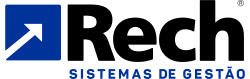 Rech®
SISTEMAS DE GESTÃO